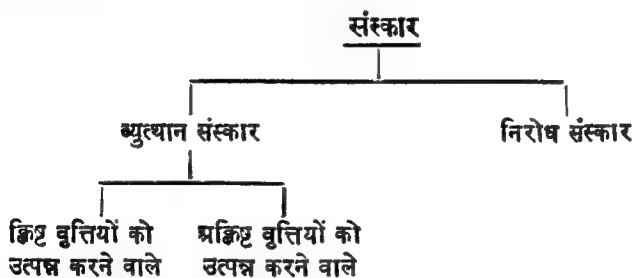 संस्कार
व्युत्थान संस्कार
निरोध संस्कार
क्लिष्ट वृत्तियों को
उत्पन्न करने वाले
अक्लिष्ट वृत्तियों को
उत्पन्न करने वाले